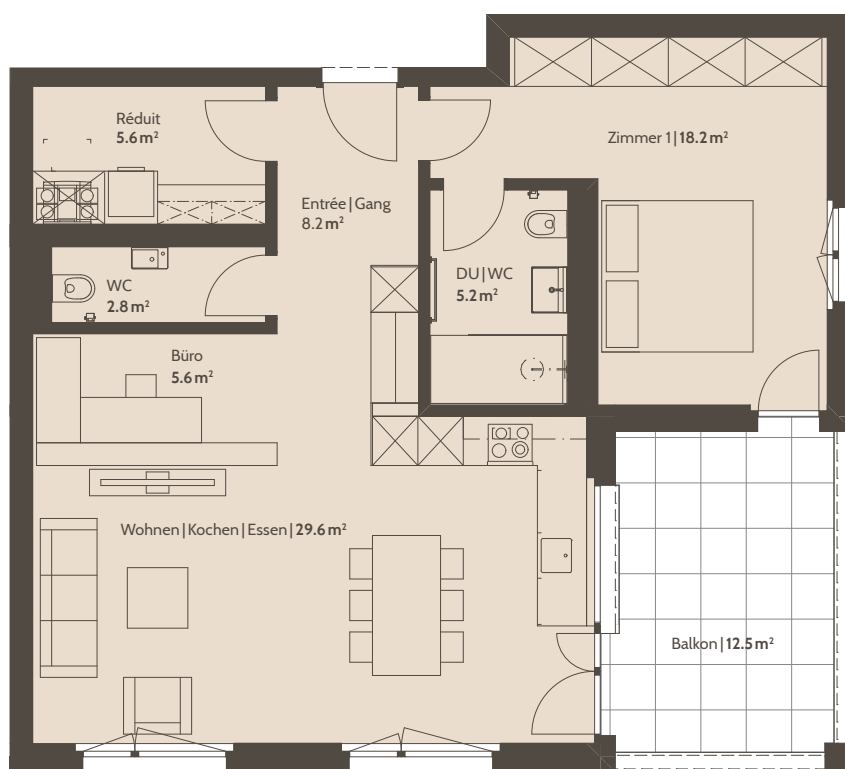 Réduit
5.6 m²
Zimmer 1 | 18.2 m²
Entrée | Gang
8.2 m²
WC
2.8 m²
DU | WC
5.2 m²
Büro
5.6 m²
Wohnen | Kochen | Essen | 29.6 m²
Balkon | 12.5 m²